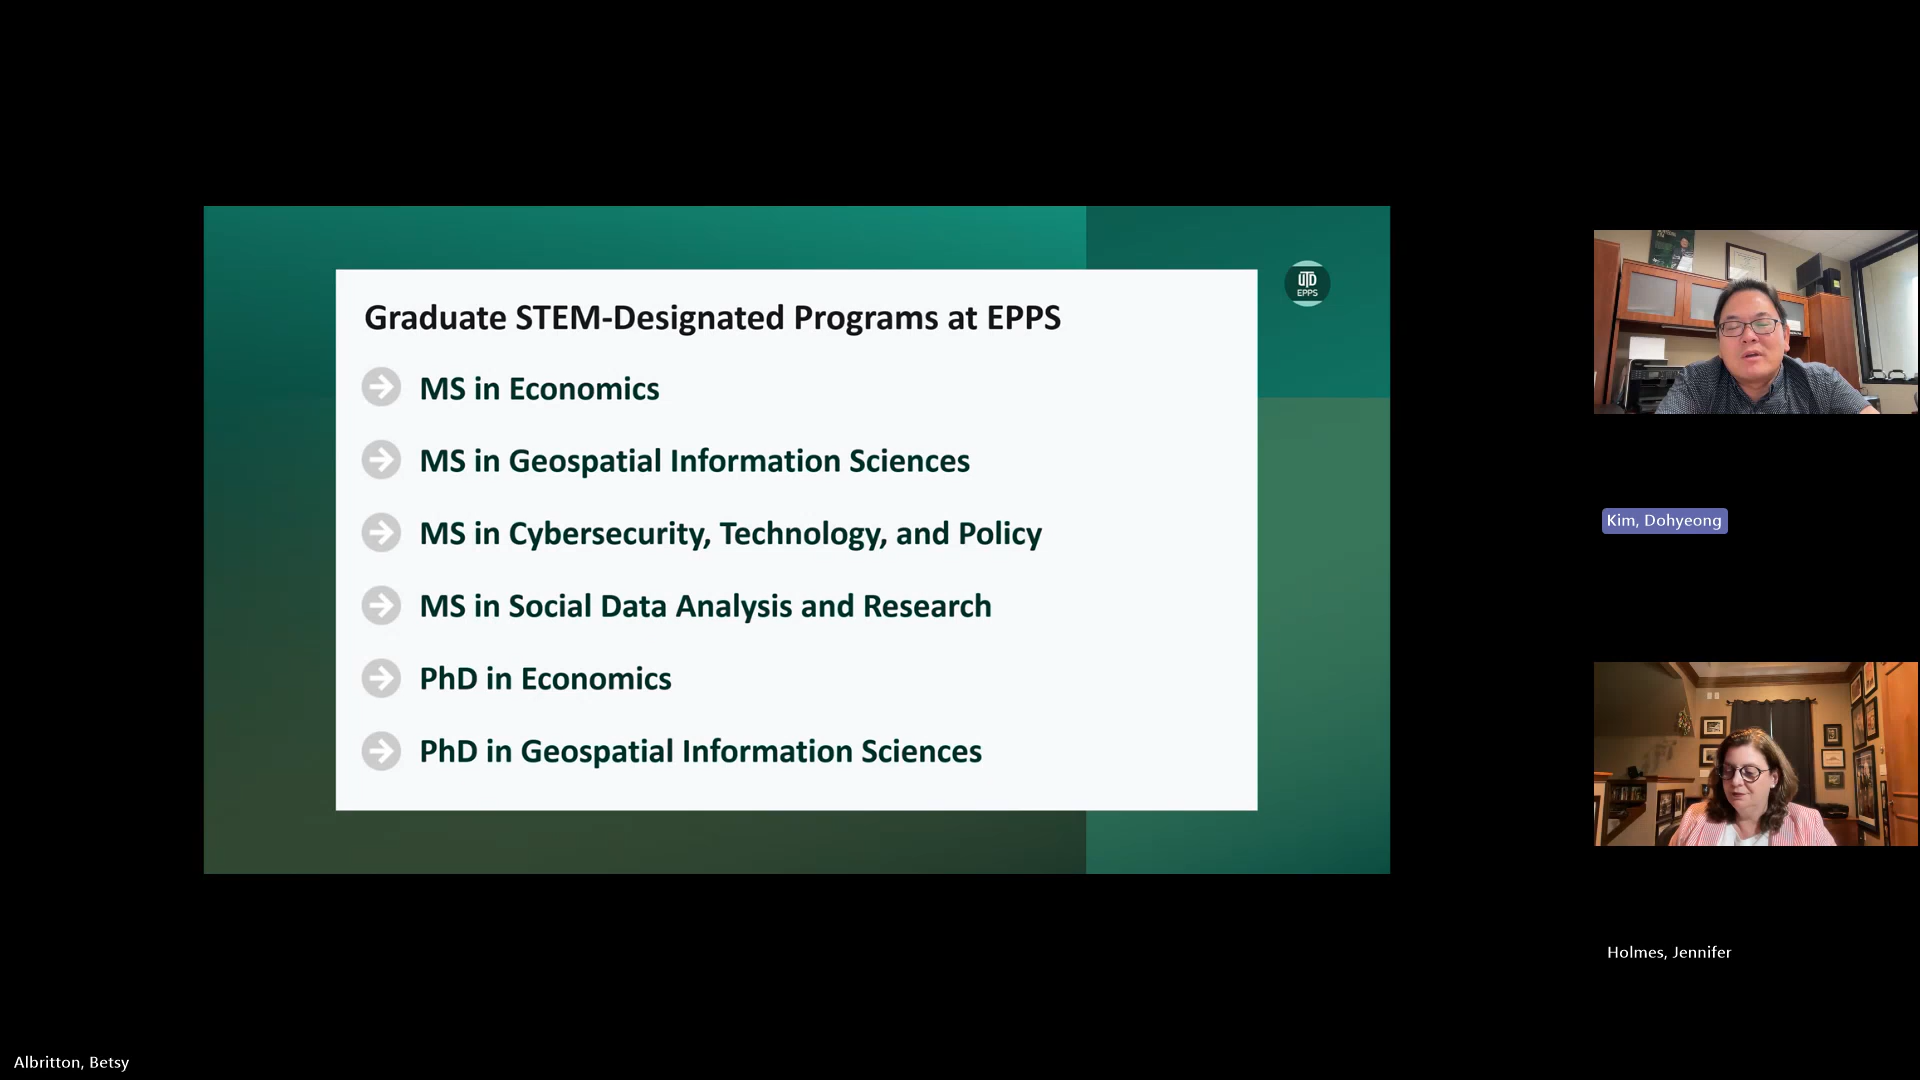 Graduate STEM-Designated Programs at EPPS
MS in Economics
MS in Geospatial Information Sciences
MS in Cybersecurity, Technology, and Policy
MS in Social Data Analysis and Research
PhD in Economics
PhD in Geospatial Information Sciences
UTD
EPPS
Kim, Dohyeong
Holmes, Jennifer
Albritton, Betsy